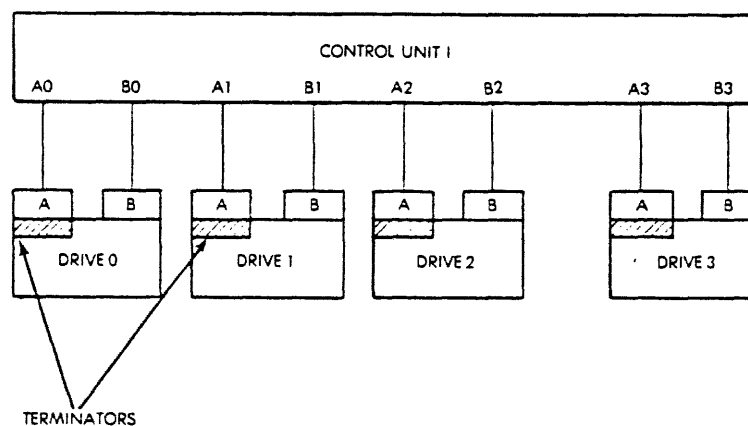 CONTROL UNIT I
A0 B0 A1 B1 A2 B2 A3 B3
A B A B A B A B
DRIVE 0 DRIVE 1 DRIVE 2 DRIVE 3
TERMINATORS